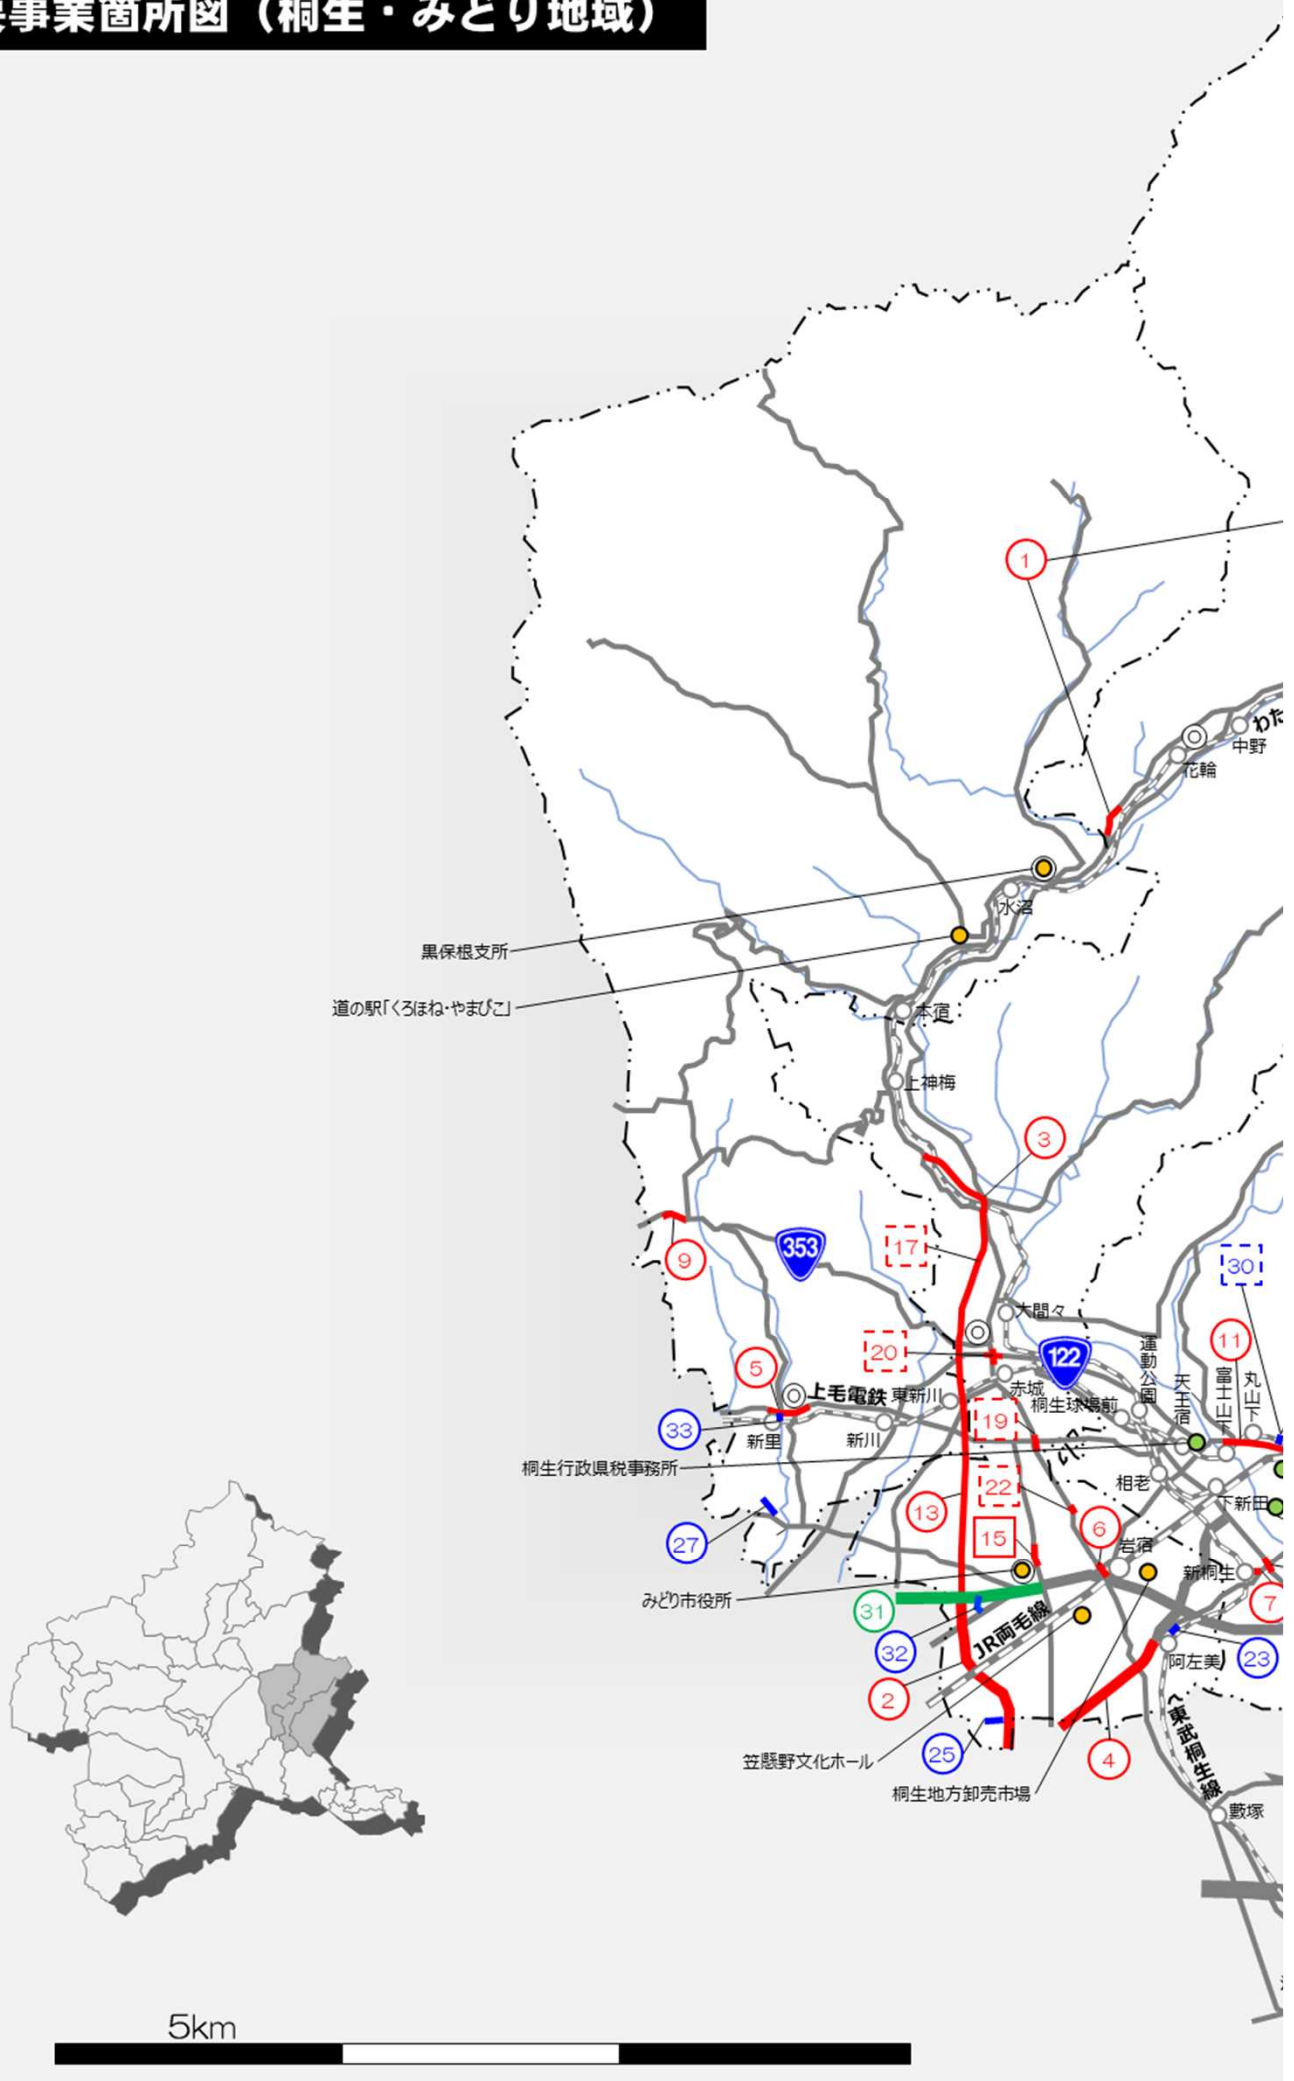 事業箇所図（桐生・みどり地域）
1
わた
中野
花輪
水沼
黒保根支所
道の駅「くろほね・やまびこ」
本宿
上神梅
3
17
353
9
30
大間々
20
122
運動公園
天王宿
富士山下
丸山下
11
5
上毛電鉄
東新川
赤城
桐生球場前
33
新里
新川
19
桐生行政県税事務所
相老
22
下新田
13
15
6
岩宿
27
新桐生
みどり市役所
31
7
32
JR両毛線
阿左美
23
2
25
笠懸野文化ホール
4
東武桐生線
桐生地方卸売市場
藪塚
5km